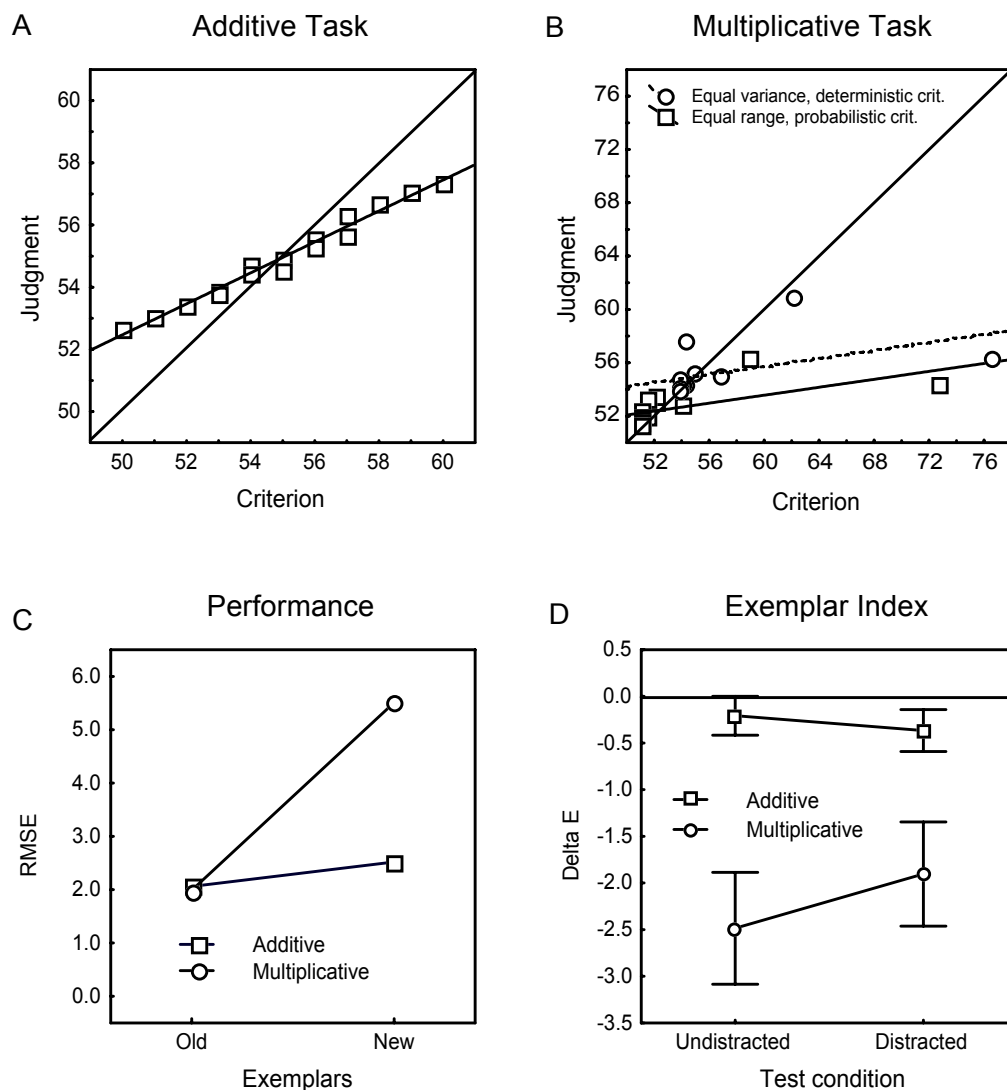 A
Additive Task
60
58
56
54
52
50
Judgment
50 52 54 56 58 60
Criterion
B
Multiplicative Task
Equal variance, deterministic crit.
Equal range, probabilistic crit.
76
72
68
64
60
56
52
Judgment
52 56 60 64 68 72 76
Criterion
C
Performance
6.0
5.0
4.0
3.0
2.0
1.0
0.0
RMSE
Additive
Multiplicative
Old New
Exemplars
D
Exemplar Index
0.5
0.0
-0.5
-1.0
-1.5
-2.0
-2.5
-3.0
-3.5
Delta E
Additive
Multiplicative
Undistracted Distracted
Test condition